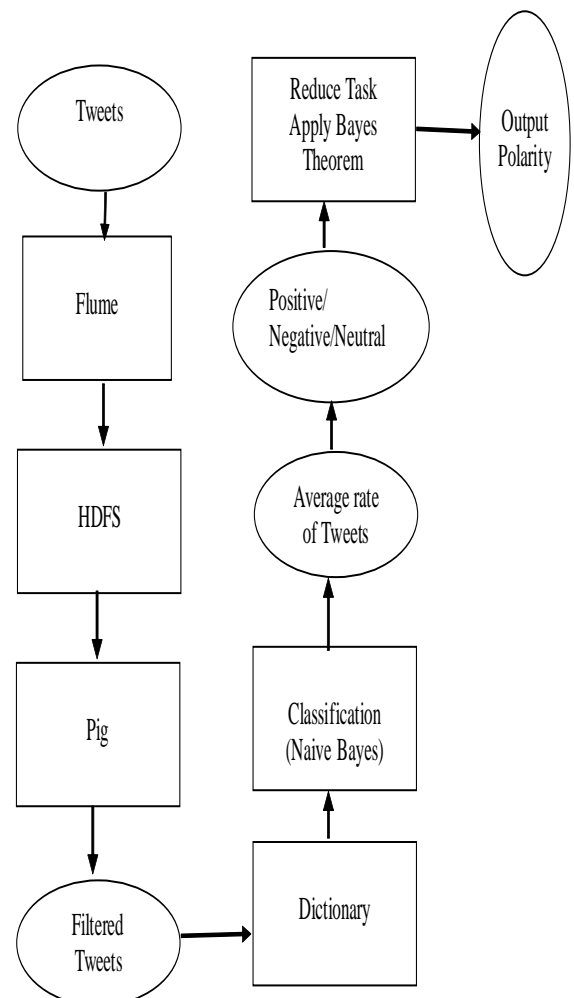 Tweets
Flume
HDFS
Pig
Filtered
Tweets
Dictionary
Classification
(Naive Bayes)
Average rate
of Tweets
Positive/
Negative/Neutral
Reduce Task
Apply Bayes
Theorem
Output
Polarity